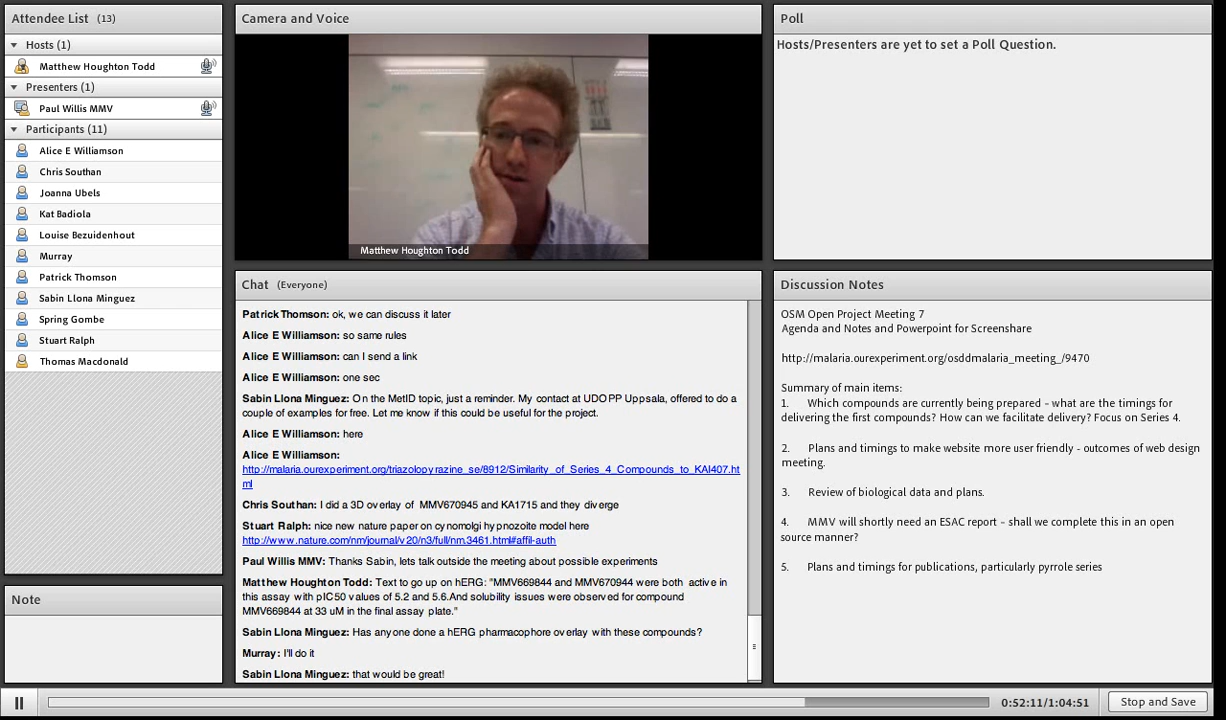 Attendee List (13)
Hosts (1)
Matthew Houghton Todd
Presenters (1)
Paul Willis MMV
Participants (11)
Alice E Williamson
Chris Southan
Joanna Ubels
Kat Badiola
Louise Bezuidenhout
Murray
Patrick Thomson
Sabin Llona Minguez
Spring Gombe
Stuart Ralph
Thomas Macdonald
Note
Camera and Voice
Matthew Houghton Todd
Chat (Everyone)
Patrick Thomson: ok, we can discuss it later
Alice E Williamson: so same rules
Alice E Williamson: can I send a link
Alice E Williamson: one sec
Sabin Llona Minguez: On the MetID topic, just a reminder. My contact at UDOPP Uppsala, offered to do a
couple of examples for free. Let me know if this could be useful for the project.
Alice E Williamson: here
Alice E Williamson:
http://malaria.ourexperiment.org/triazolopyrazine_se/8912/Similarity_of_Series_4_Compounds_to_KAI407.ht
ml
Chris Southan: I did a 3D overlay of MMV670945 and KA1715 and they diverge
Stuart Ralph: nice new nature paper on cynomolgi hypnozoite model here
http://www.nature.com/nm/journal/v20/n3/full/nm.3461.html#affil-auth
Paul Willis MMV: Thanks Sabin, lets talk outside the meeting about possible experiments
Matthew Houghton Todd: Text to go up on hERG: "MMV669844 and MMV670944 were both active in
this assay with pIC50 values of 5.2 and 5.6.And solubility issues were observed for compound
MMV669844 at 33 uM in the final assay plate."
Sabin Llona Minguez: Has anyone done a hERG pharmacophore overlay with these compounds?
Murray: I'll do it
Sabin Llona Minguez: that would be great!
Poll
Hosts/Presenters are yet to set a Poll Question.
Discussion Notes
OSM Open Project Meeting 7
Agenda and Notes and Powerpoint for Screenshare
http://malaria.ourexperiment.org/osddmalaria_meeting_/9470
Summary of main items:
1. Which compounds are currently being prepared - what are the timings for
delivering the first compounds? How can we facilitate delivery? Focus on Series 4.
2. Plans and timings to make website more user friendly - outcomes of web design
meeting.
3. Review of biological data and plans.
4. MMV will shortly need an ESAC report - shall we complete this in an open
source manner?
5. Plans and timings for publications, particularly pyrrole series
0:52:11/1:04:51
Stop and Save